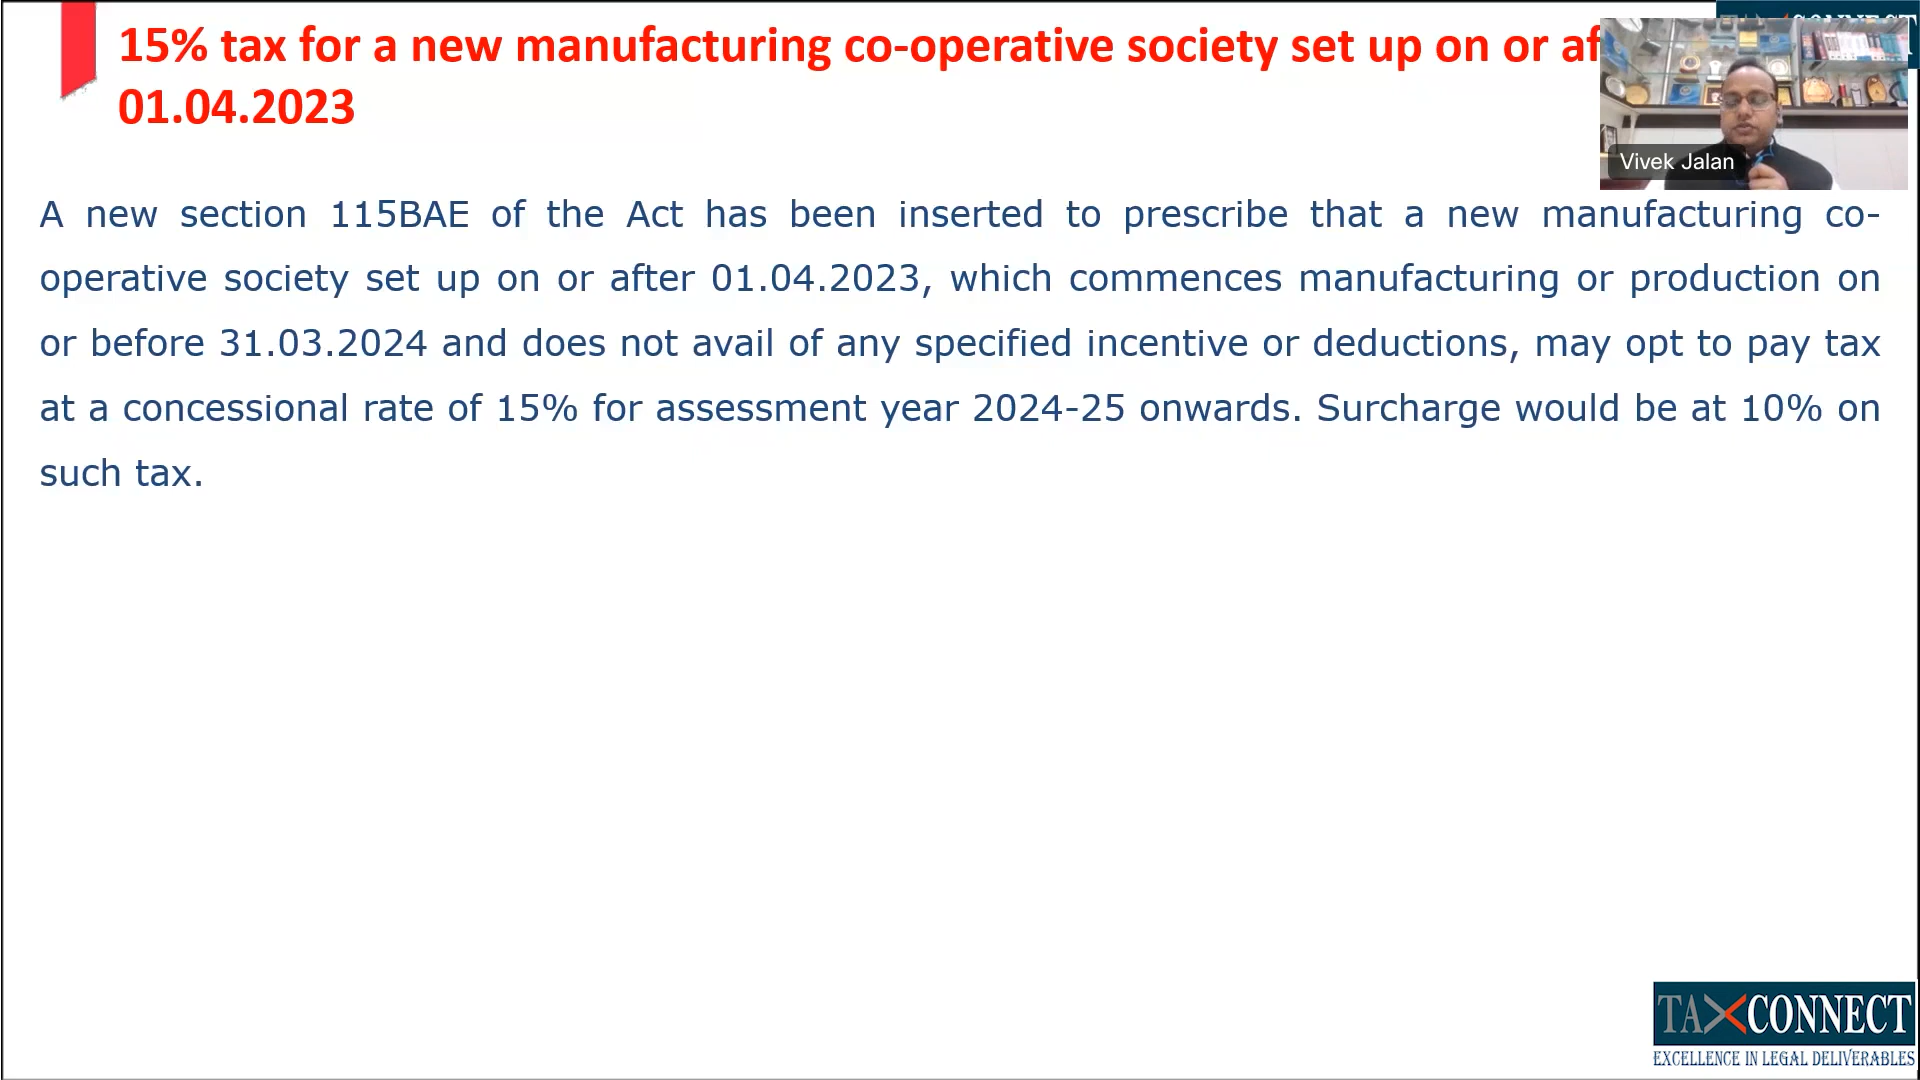 15% tax for a new manufacturing co-operative society set up on or af
01.04.2023
Vivek Jalan
A new section 115BAE of the Act has been inserted to prescribe that a new manufacturing co-
operative society set up on or after 01.04.2023, which commences manufacturing or production on
or before 31.03.2024 and does not avail of any specified incentive or deductions, may opt to pay tax
at a concessional rate of 15% for assessment year 2024-25 onwards. Surcharge would be at 10% on
such tax.
TAXCONNECT
EXCELLENCE IN LEGAL DELIVERABLES